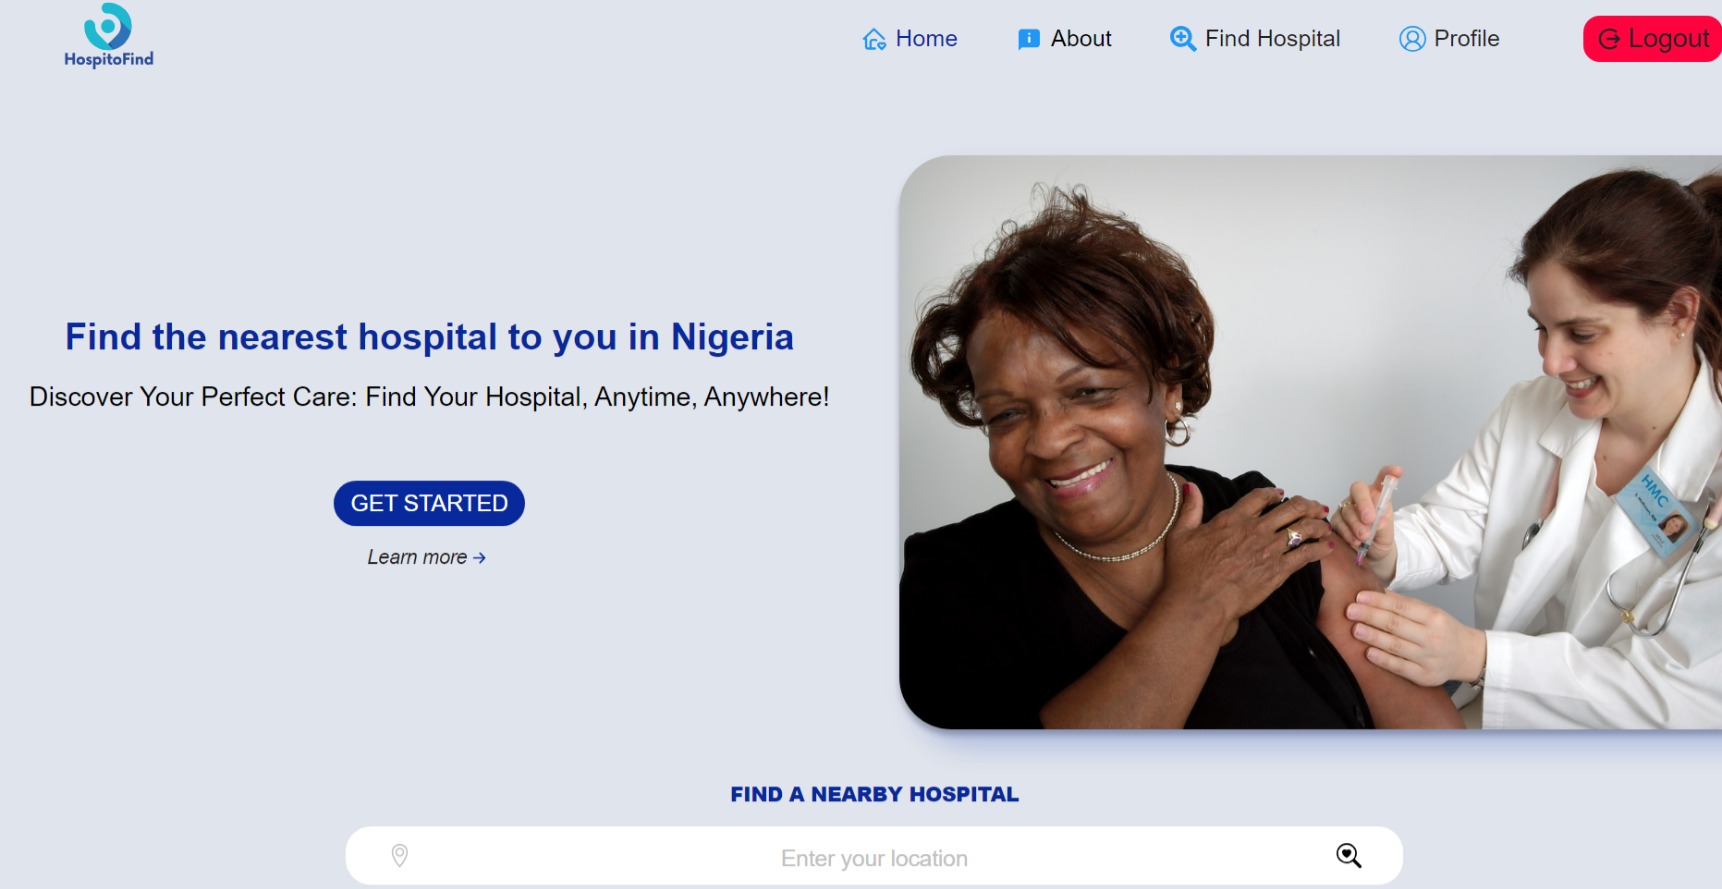 HospitoFind
Home
About
Find Hospital
Profile
Logout
Find the nearest hospital to you in Nigeria
Discover Your Perfect Care: Find Your Hospital, Anytime, Anywhere!
GET STARTED
Learn more →
HMC
FIND A NEARBY HOSPITAL
Enter your location